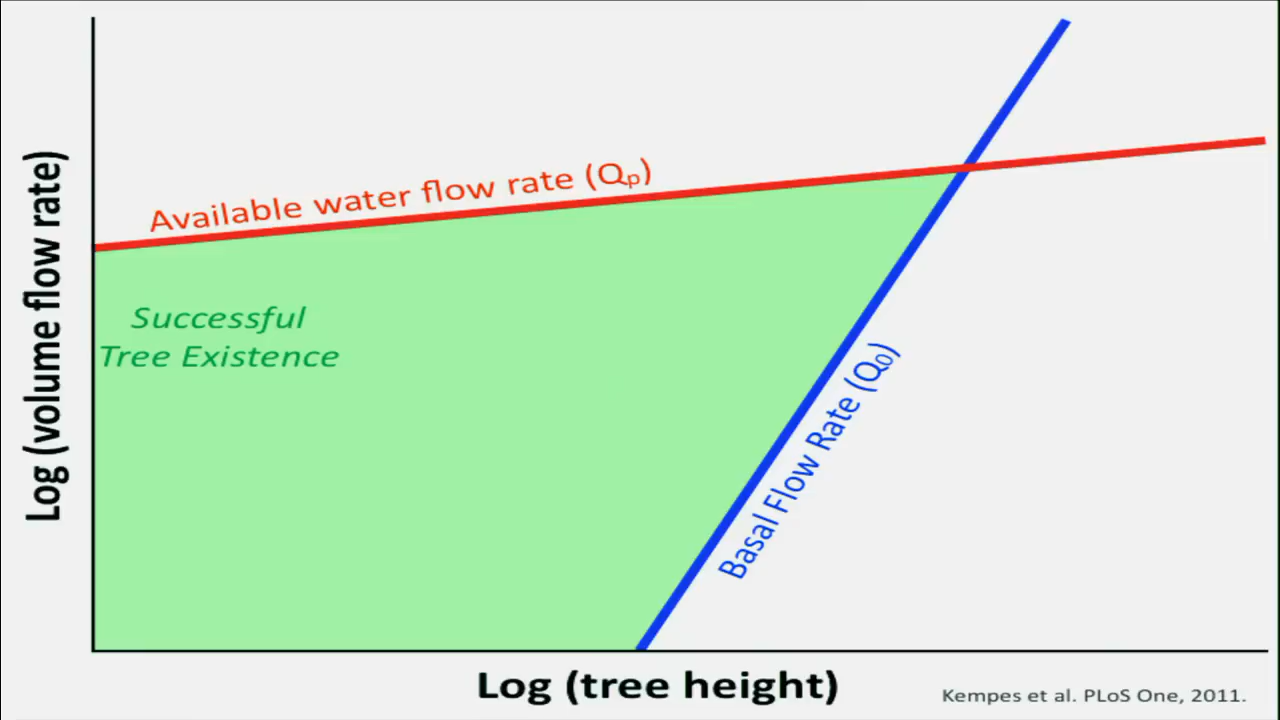 Log (volume flow rate)
Available water flow rate (Qₚ)
Successful
Tree Existence
Basal Flow Rate (Q₀)
Log (tree height)
Kempes et al. PLoS One, 2011.